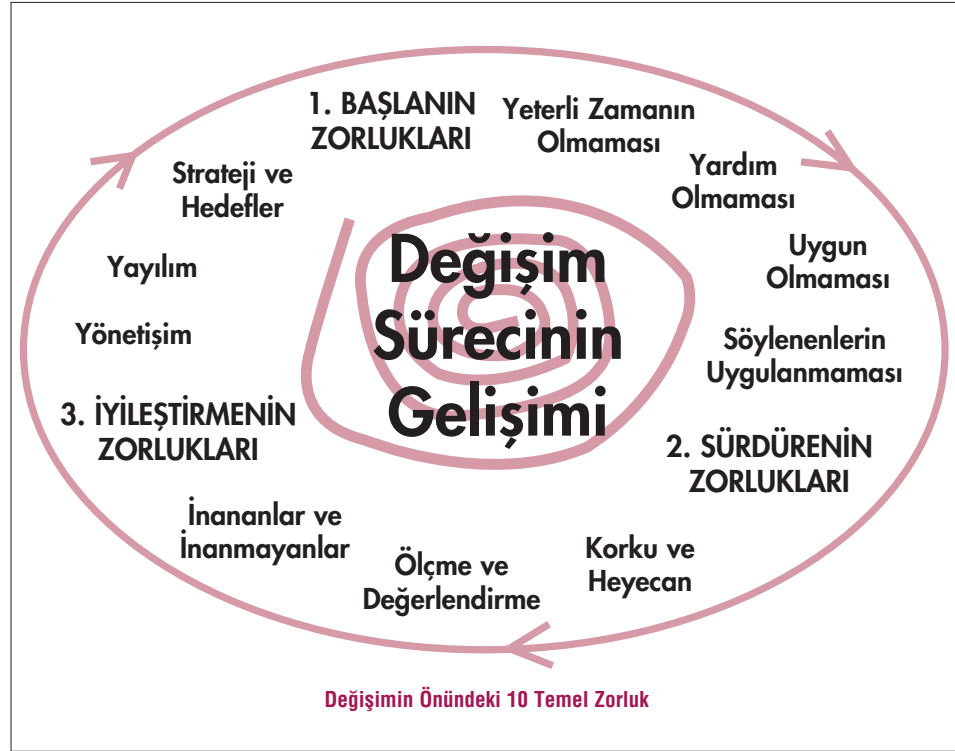 1. BAŞLANIN
ZORLUKLARI
Yeterli Zamanın
Olmaması
Yardım
Olmaması
Uygun
Olmaması
Söylenenlerin
Uygulanmaması
2. SÜRDÜRENİN
ZORLUKLARI
Korku ve
Heyecan
Ölçme ve
Değerlendirme
İnananlar ve
İnanmayanlar
3. İYİLEŞTİRMENİN
ZORLUKLARI
Yönetişim
Yayılım
Strateji ve
Hedefler
Değişim
Sürecinin
Gelişimi
Değişimin Önündeki 10 Temel Zorluk